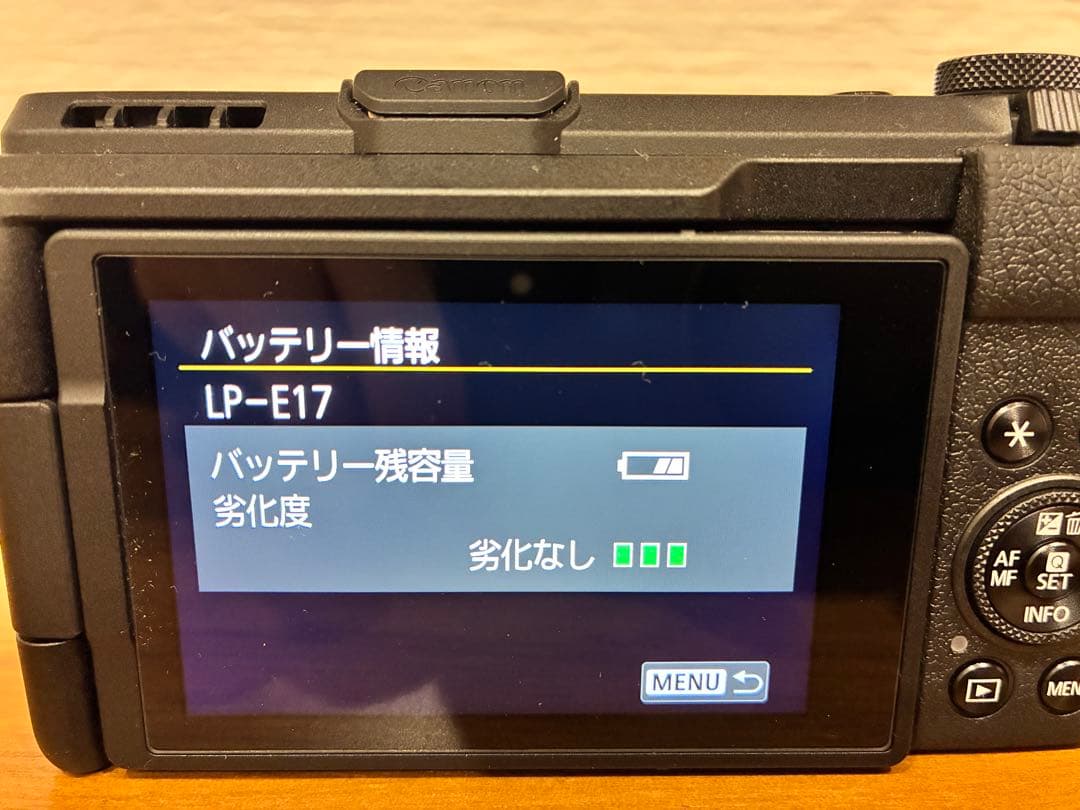 Canon
バッテリー情報
LP-E17
バッテリー残容量
劣化度
劣化なし
MENU
AF
MF
Q
SET
INFO
MEN